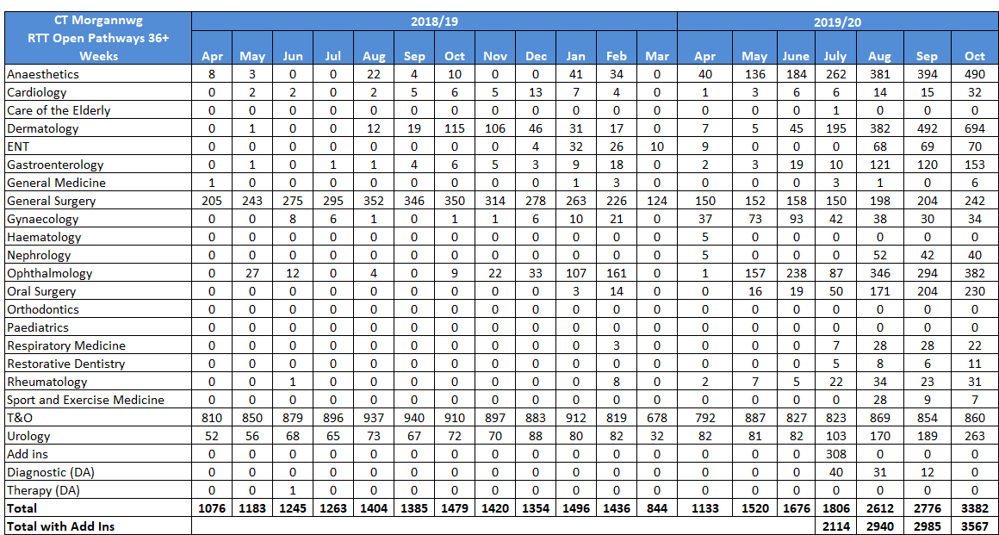 CT Morgannwg RTT Open Pathways 36+ Weeks 2018/19 2019/20
Apr May Jun Jul Aug Sep Oct Nov Dec Jan Feb Mar Apr May June July Aug Sep Oct
Anaesthetics 8 3 0 0 22 4 10 0 0 41 34 0 40 136 184 262 381 394 490
Cardiology 0 2 2 0 2 5 6 5 13 7 4 0 1 3 6 6 14 15 32
Care of the Elderly 0 0 0 0 0 0 0 0 0 0 0 0 0 0 0 1 0 0 0
Dermatology 0 1 0 0 12 19 115 106 46 31 17 0 7 5 45 195 382 492 694
ENT 0 0 0 0 0 0 0 0 4 32 26 10 9 0 0 0 68 69 70
Gastroenterology 0 1 0 1 1 4 6 5 3 9 18 0 2 3 19 10 121 120 153
General Medicine 1 0 0 0 0 0 0 0 0 1 3 0 0 0 0 3 1 0 6
General Surgery 205 243 275 295 352 346 350 314 278 263 226 124 150 152 158 150 198 204 242
Gynaecology 0 0 8 6 1 0 1 1 6 10 21 0 37 73 93 42 38 30 34
Haematology 0 0 0 0 0 0 0 0 0 0 0 0 5 0 0 0 0 0 0
Nephrology 0 0 0 0 0 0 0 0 0 0 0 0 5 0 0 0 52 42 40
Ophthalmology 0 27 12 0 4 0 9 22 33 107 161 0 1 157 238 87 346 294 382
Oral Surgery 0 0 0 0 0 0 0 0 0 3 14 0 0 16 19 50 171 204 230
Orthodontics 0 0 0 0 0 0 0 0 0 0 0 0 0 0 0 0 0 0 0
Paediatrics 0 0 0 0 0 0 0 0 0 0 0 0 0 0 0 0 0 0 0
Respiratory Medicine 0 0 0 0 0 0 0 0 0 0 3 0 0 0 0 7 28 28 22
Restorative Dentistry 0 0 0 0 0 0 0 0 0 0 0 0 0 0 0 5 8 6 11
Rheumatology 0 0 1 0 0 0 0 0 0 0 8 0 2 7 5 22 34 23 31
Sport and Exercise Medicine 0 0 0 0 0 0 0 0 0 0 0 0 0 0 0 0 28 9 7
T&O 810 850 879 896 937 940 910 897 883 912 819 678 792 887 827 823 869 854 860
Urology 52 56 68 65 73 67 72 70 88 80 82 32 82 81 82 103 170 189 263
Add ins 0 0 0 0 0 0 0 0 0 0 0 0 0 0 0 308
Diagnostic (DA) 0 0 0 0 0 0 0 0 0 0 0 0 0 0 0 40 31 12 0
Therapy (DA) 0 0 1 0 0 0 0 0 0 0 0 0 0 0 0 0 0 0 0
Total 1076 1183 1245 1263 1404 1385 1479 1420 1354 1496 1436 844 1133 1520 1676 1806 2612 2776 3382
Total with Add Ins 2114 2940 2985 3567